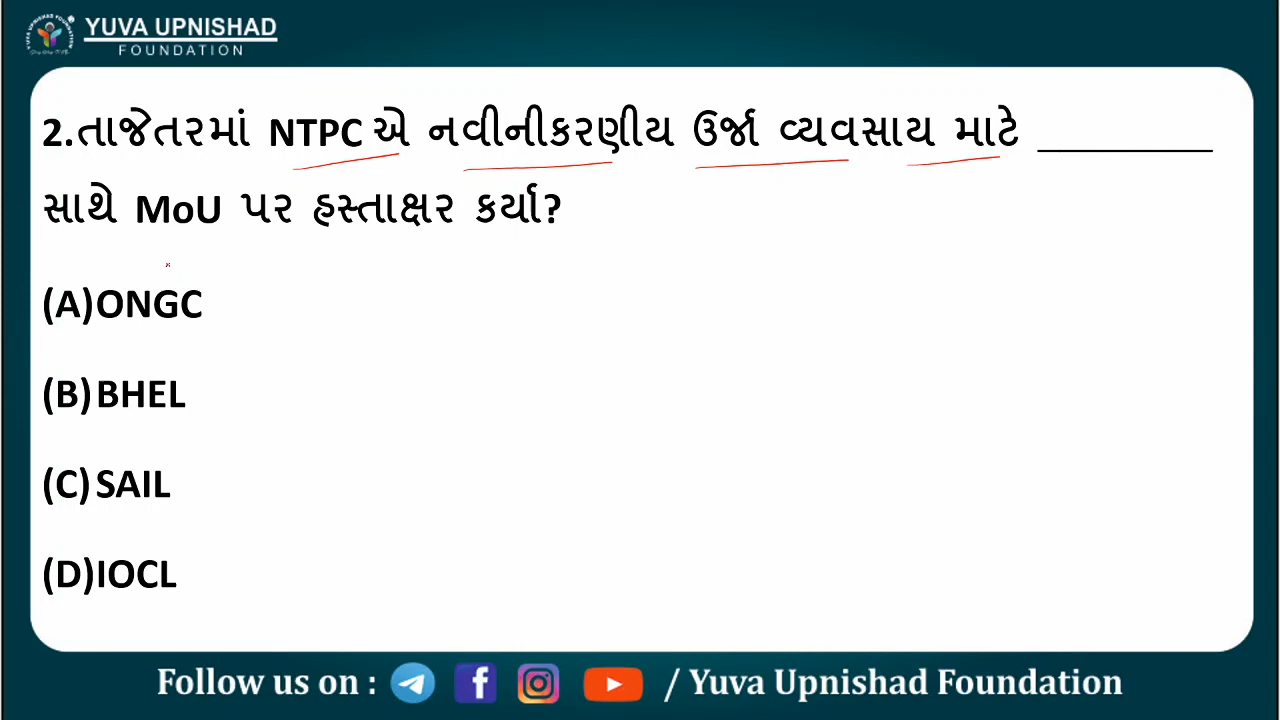 YUVA UPNISHAD
FOUNDATION
2.તાજેતરમાં NTPC એ નવીનીકરણીય ઉર્જા વ્યવસાય માટે __________
સાથે MoU પર હસ્તાક્ષર કર્યા?
(A)ONGC
(B)BHEL
(C)SAIL
(D)IOCL
Follow us on : / Yuva Upnishad Foundation